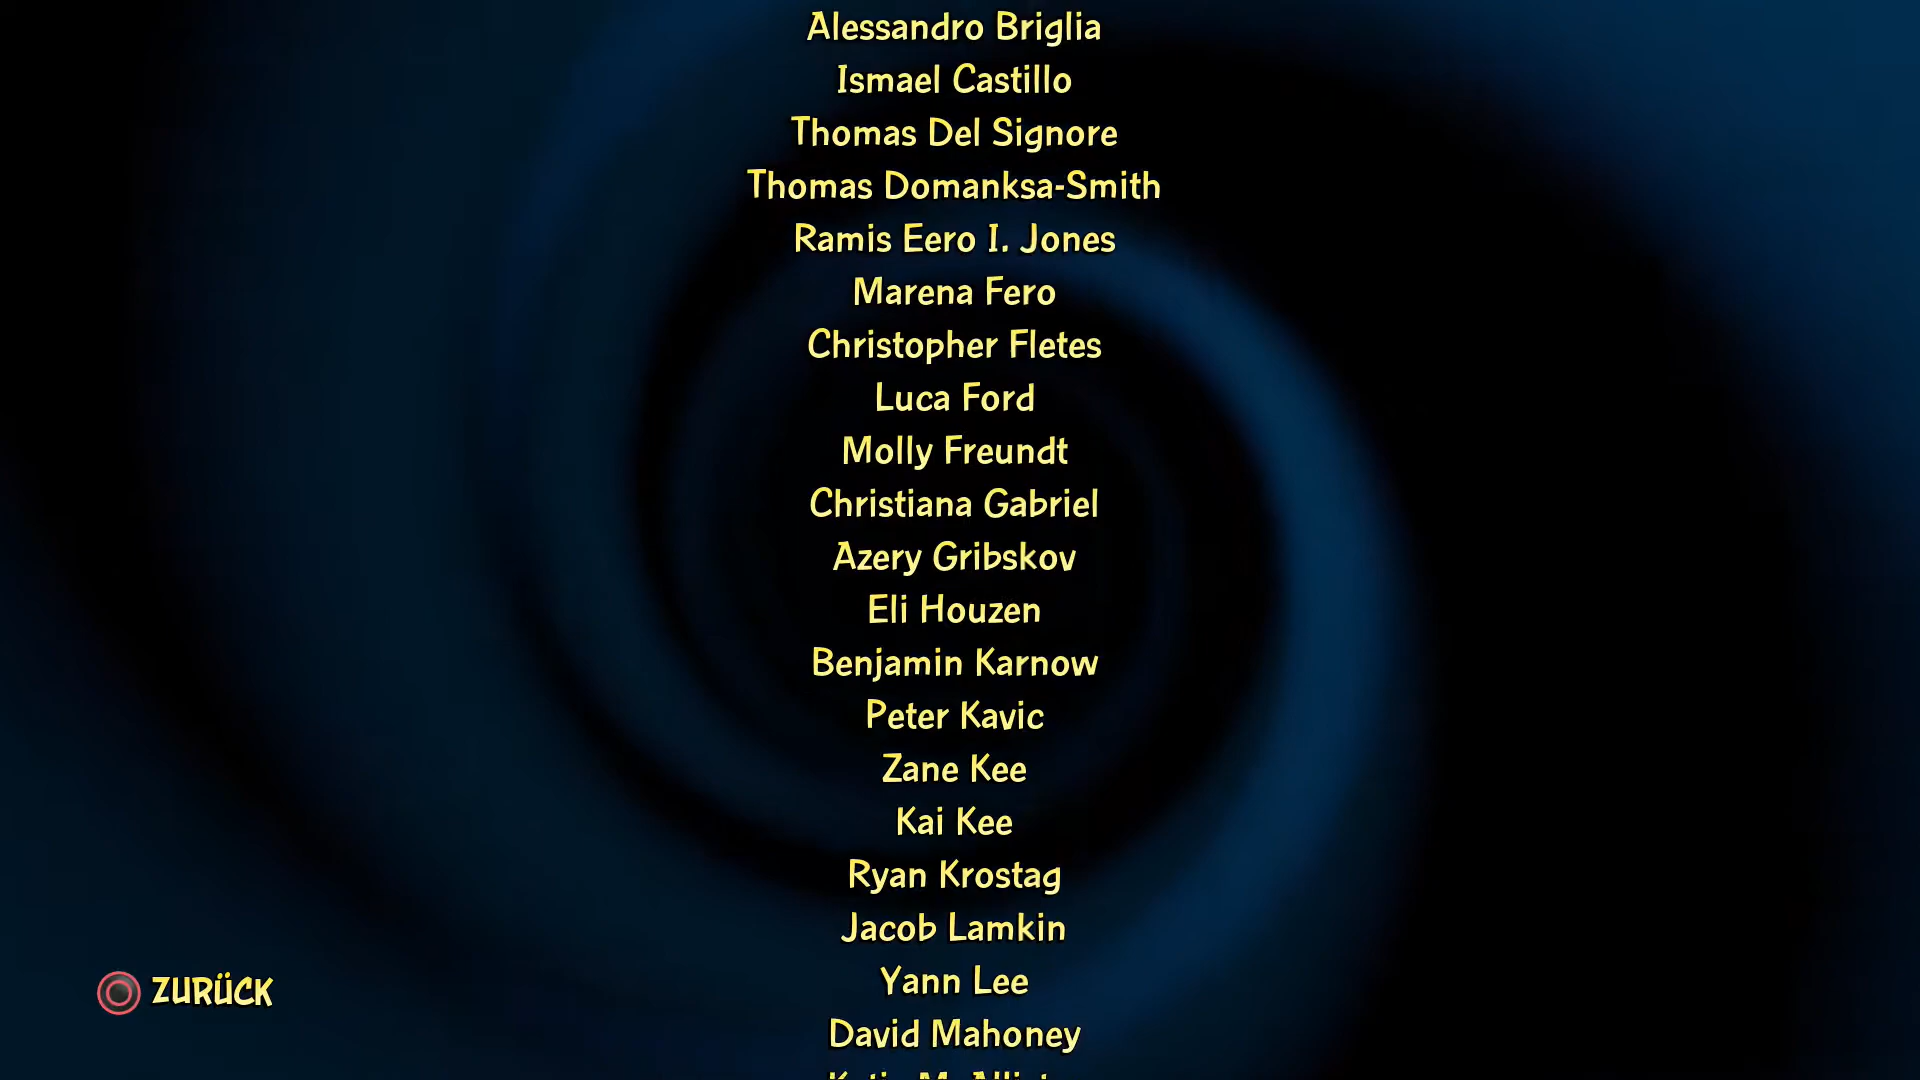 Alessandro Briglia
Ismael Castillo
Thomas Del Signore
Thomas Domanksa-Smith
Ramis Eero I. Jones
Marena Fero
Christopher Fletes
Luca Ford
Molly Freundt
Christiana Gabriel
Azery Gribskov
Eli Houzen
Benjamin Karnow
Peter Kavic
Zane Kee
Kai Kee
Ryan Krostag
Jacob Lamkin
Yann Lee
ZURÜCK
David Mahoney